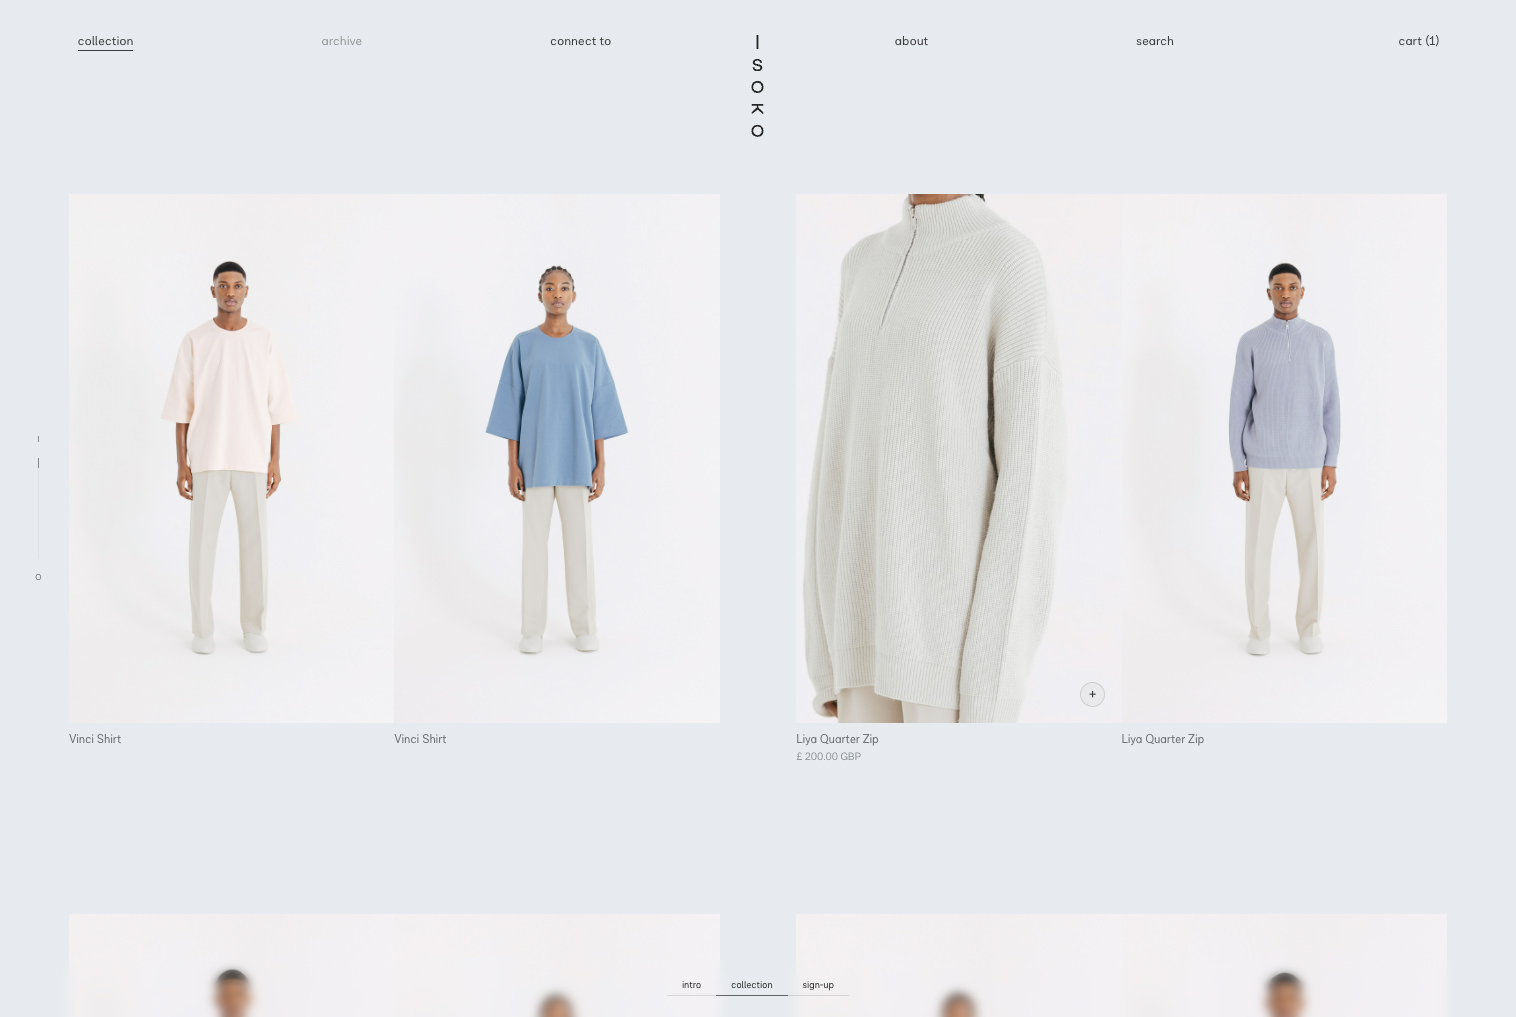 collection
archive
connect to
ISOKO
about
search
cart (1)
I
O
Vinci Shirt
Vinci Shirt
+
Liya Quarter Zip
£ 200.00 GBP
Liya Quarter Zip
intro
collection
sign-up